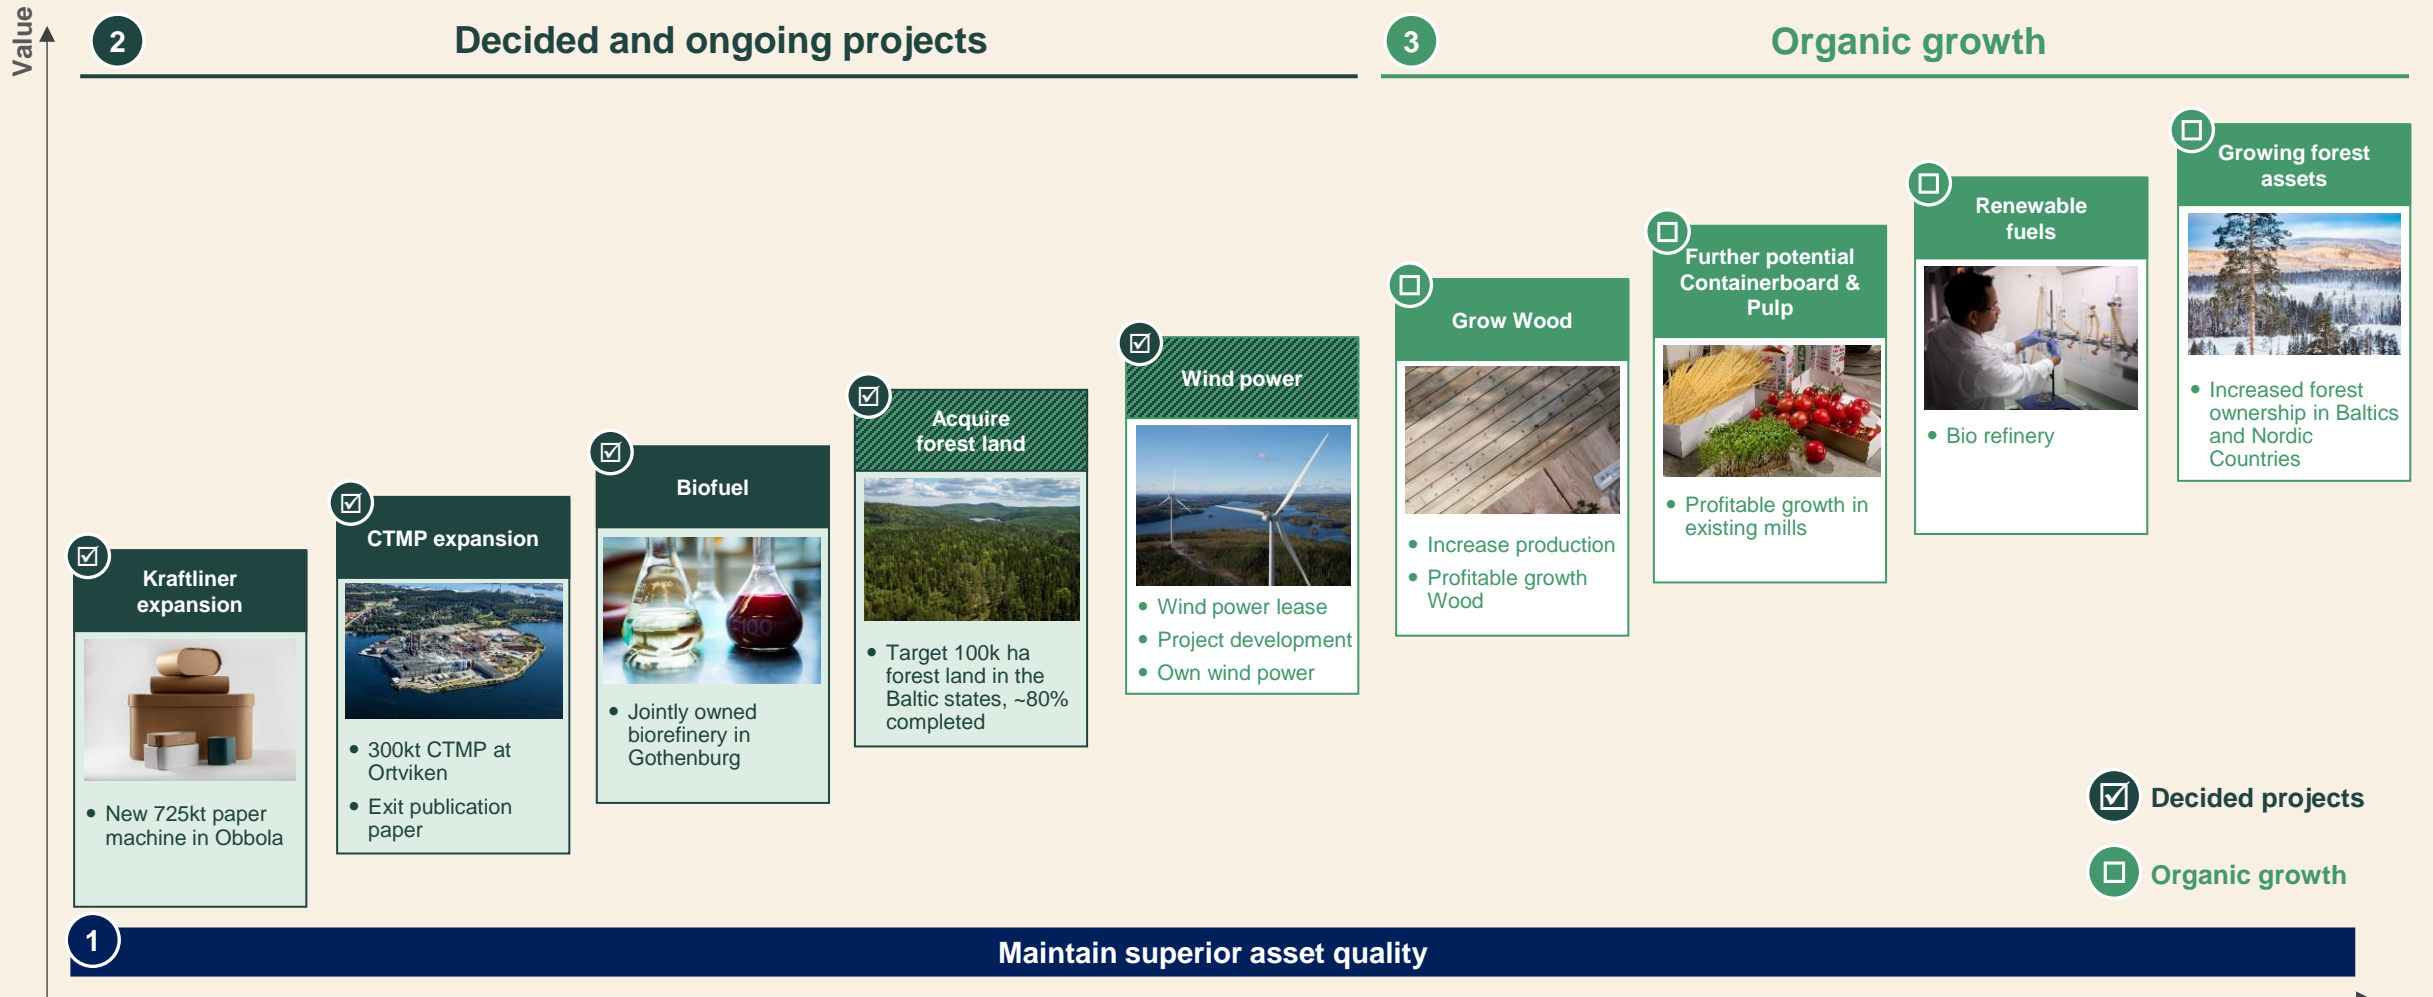 Value
2
Decided and ongoing projects
3
Organic growth
Kraftliner
expansion
• New 725kt paper
machine in Obbola
CTMP expansion
• 300kt CTMP at
Ortviken
• Exit publication
paper
Biofuel
• Jointly owned
biorefinery in
Gothenburg
Acquire
forest land
• Target 100k ha
forest land in the
Baltic states, ~80%
completed
Wind power
• Wind power lease
• Project development
• Own wind power
Grow Wood
• Increase production
• Profitable growth
Wood
Further potential
Containerboard &
Pulp
• Profitable growth in
existing mills
Renewable
fuels
• Bio refinery
Growing forest
assets
• Increased forest
ownership in Baltics
and Nordic
Countries
Decided projects
Organic growth
1
Maintain superior asset quality